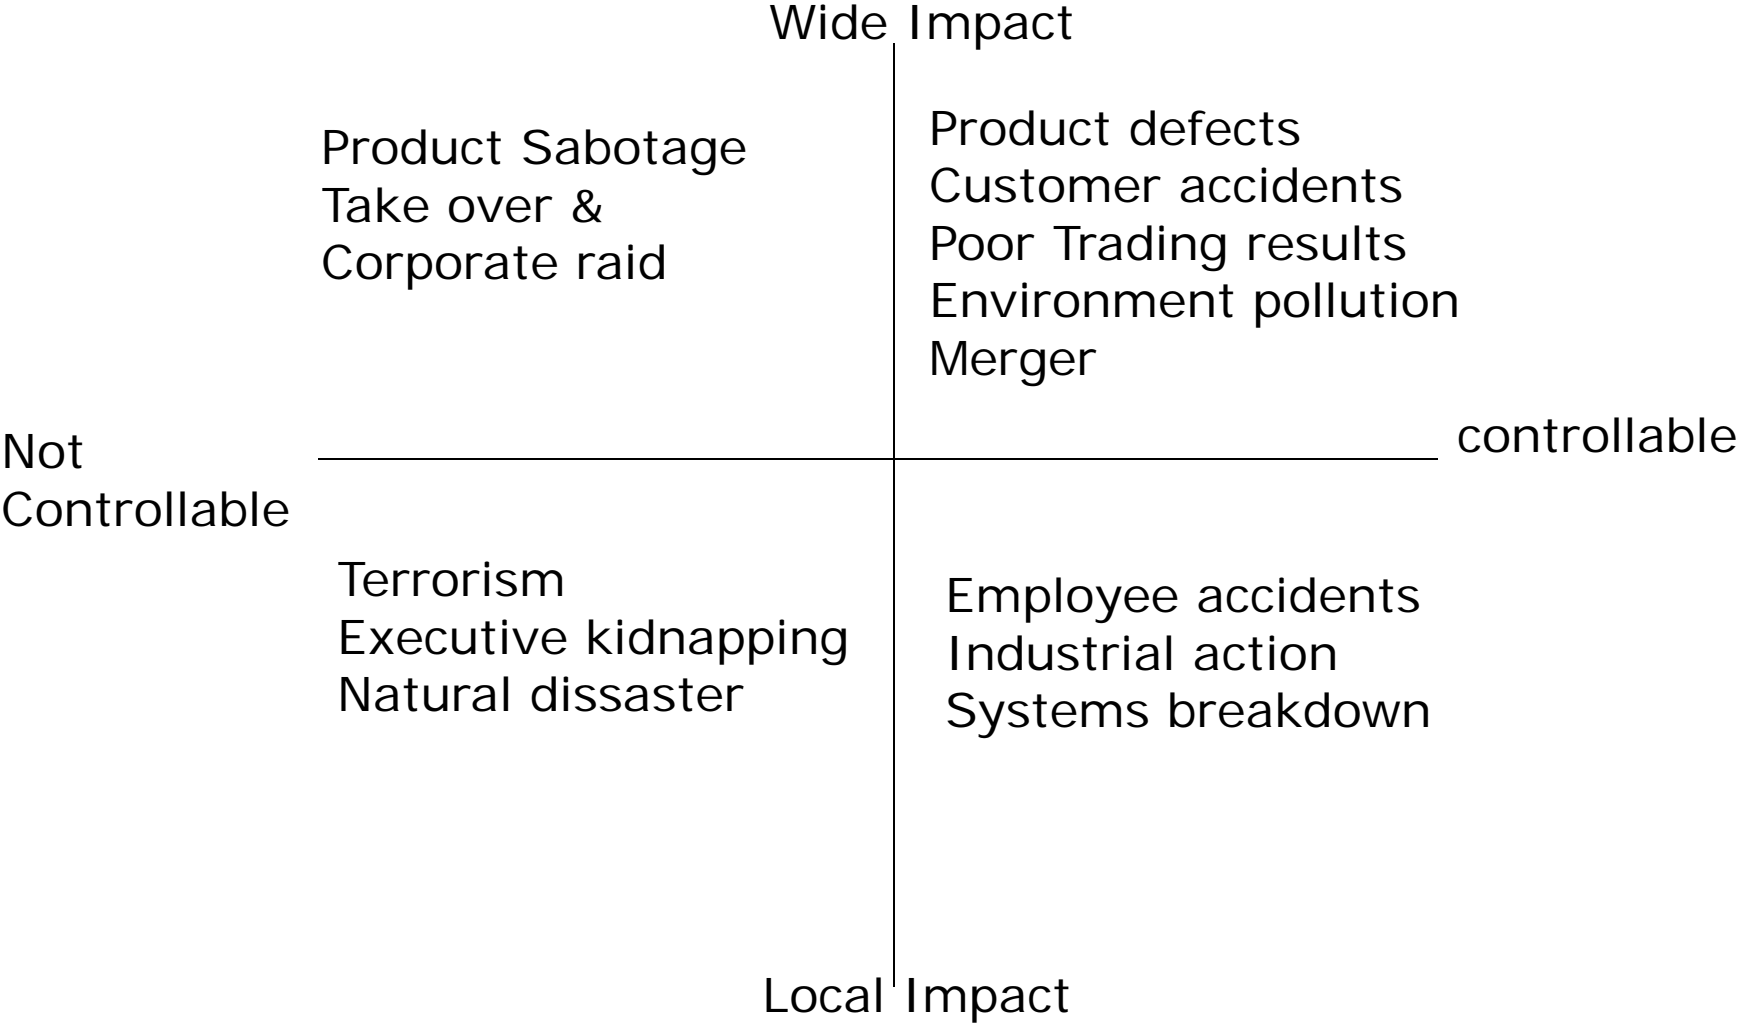 Wide Impact
Product Sabotage
Take over &
Corporate raid
Product defects
Customer accidents
Poor Trading results
Environment pollution
Merger
Not
Controllable
controllable
Terrorism
Executive kidnapping
Natural dissaster
Employee accidents
Industrial action
Systems breakdown
Local Impact